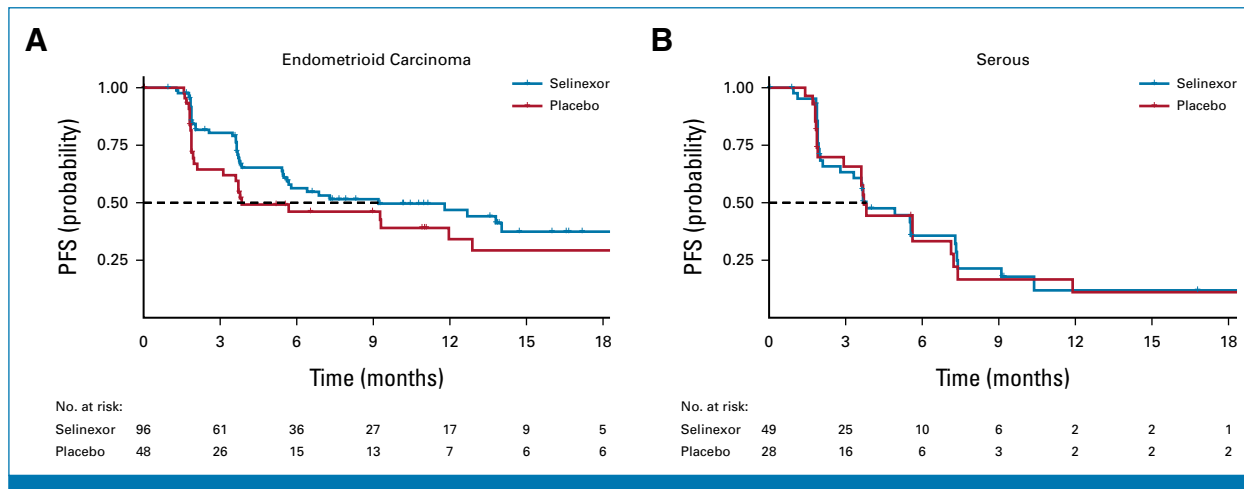 A
Endometrioid Carcinoma
1.00
0.75
0.50
0.25
PFS (probability)
Selinexor
Placebo
0 3 6 9 12 15 18
Time (months)
No. at risk:
Selinexor 96 61 36 27 17 9 5
Placebo 48 26 15 13 7 6 6
B
Serous
1.00
0.75
0.50
0.25
PFS (probability)
Selinexor
Placebo
0 3 6 9 12 15 18
Time (months)
No. at risk:
Selinexor 49 25 10 6 2 2 1
Placebo 28 16 6 3 2 2 2